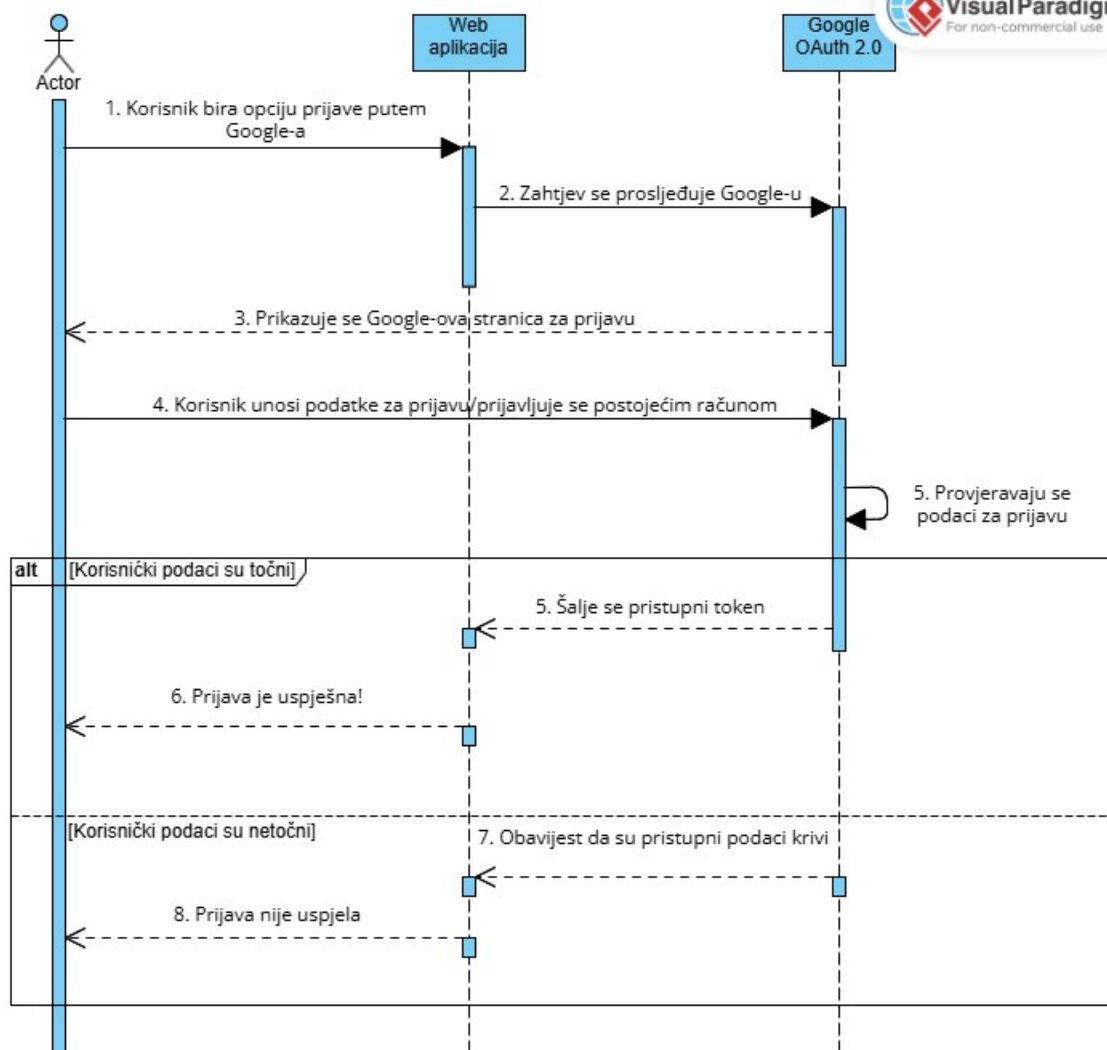 VisualParadig
For non-commercial use
Actor
Web
aplikacija
Google
OAuth 2.0
1. Korisnik bira opciju prijave putem
Google-a
2. Zahtjev se prosljeđuje Google-u
3. Prikazuje se Google-ova stranica za prijavu
4. Korisnik unosi podatke za prijavu/prijavljuje se postojećim računom
5. Provjeravaju se
podaci za prijavu
alt [Korisnićki podaci su točni]
5. Šalje se pristupni token
6. Prijava je uspješna!
[Korisnički podaci su netočni]
7. Obavijest da su pristupni podaci krivi
8. Prijava nije uspjela